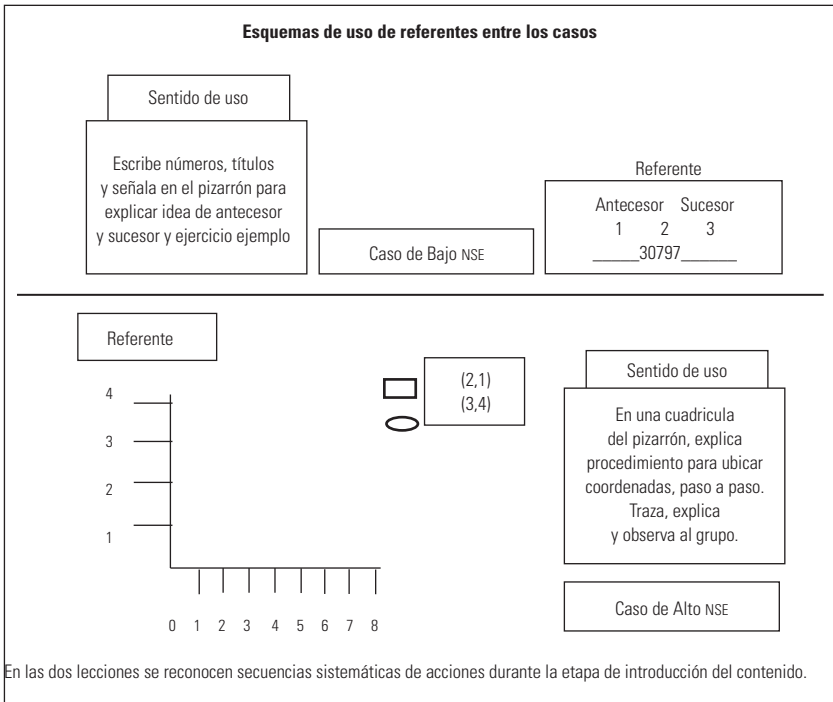 Esquemas de uso de referentes entre los casos
Sentido de uso
Escribe números, títulos
y señala en el pizarrón para
explicar idea de antecesor
y sucesor y ejercicio ejemplo
Caso de Bajo NSE
Referente
Antecesor Sucesor
1 2 3
_____30797______
Referente
4
3
2
1
0 1 2 3 4 5 6 7 8
(2,1)
(3,4)
Sentido de uso
En una cuadricula
del pizarrón, explica
procedimiento para ubicar
coordenadas, paso a paso.
Traza, explica
y observa al grupo.
Caso de Alto NSE
En las dos lecciones se reconocen secuencias sistemáticas de acciones durante la etapa de introducción del contenido.